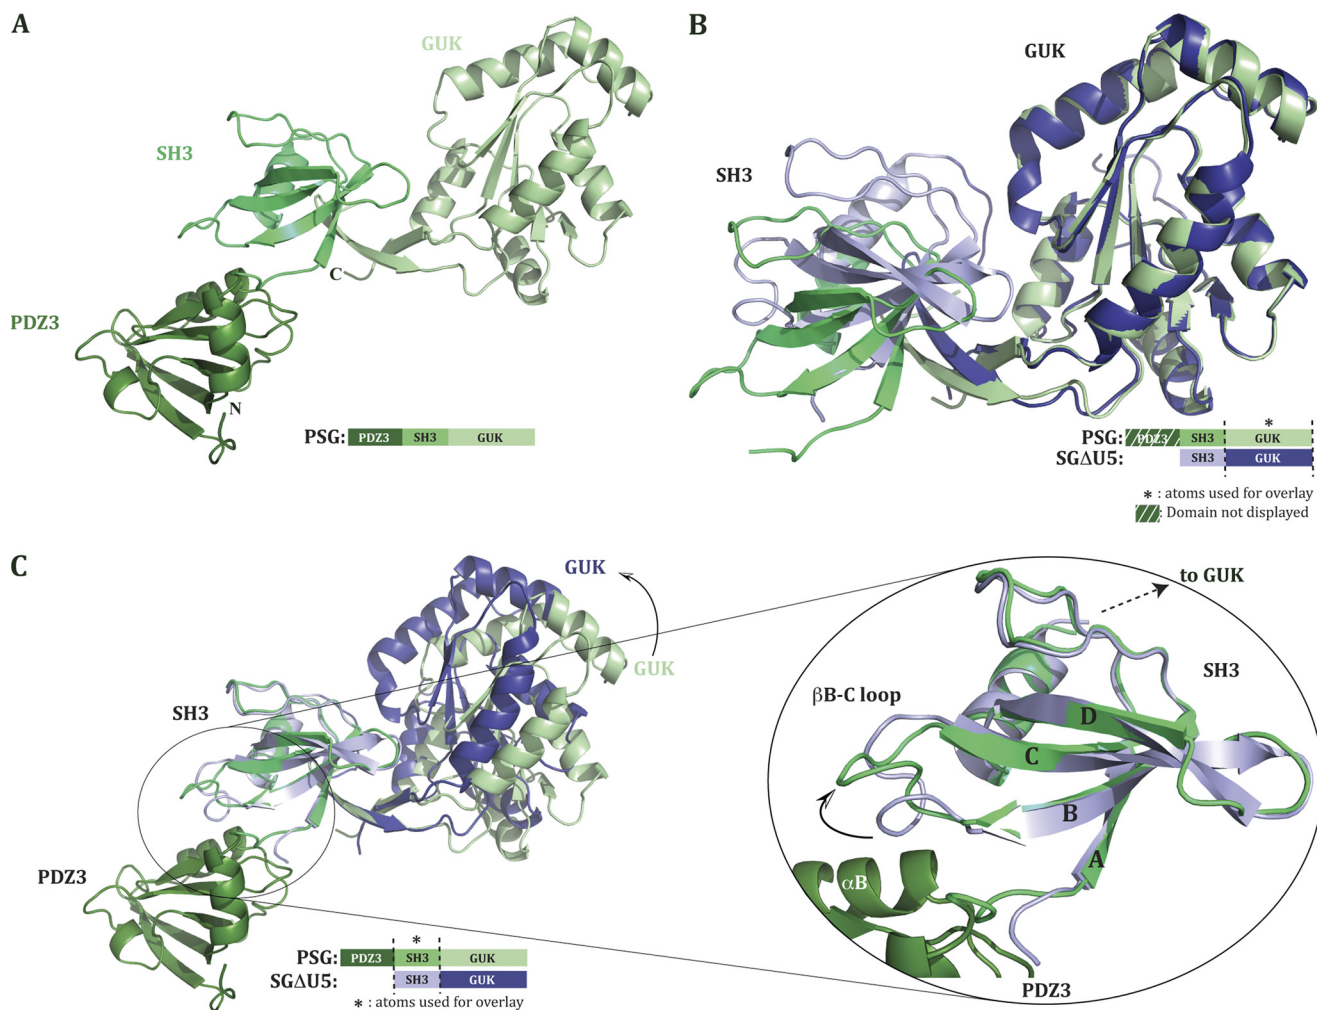 A
GUK
SH3
C
PDZ3
N
PSG: PDZ3 SH3 GUK
B
GUK
SH3
*
PSG: PDZ3 SH3 GUK
SGΔU5: SH3 GUK
* : atoms used for overlay
: Domain not displayed
C
GUK
GUK
SH3
PDZ3
*
PSG: PDZ3 SH3 GUK
SGΔU5: SH3 GUK
* : atoms used for overlay
to GUK
SH3
βB-C loop
D
C
B
A
αB
PDZ3